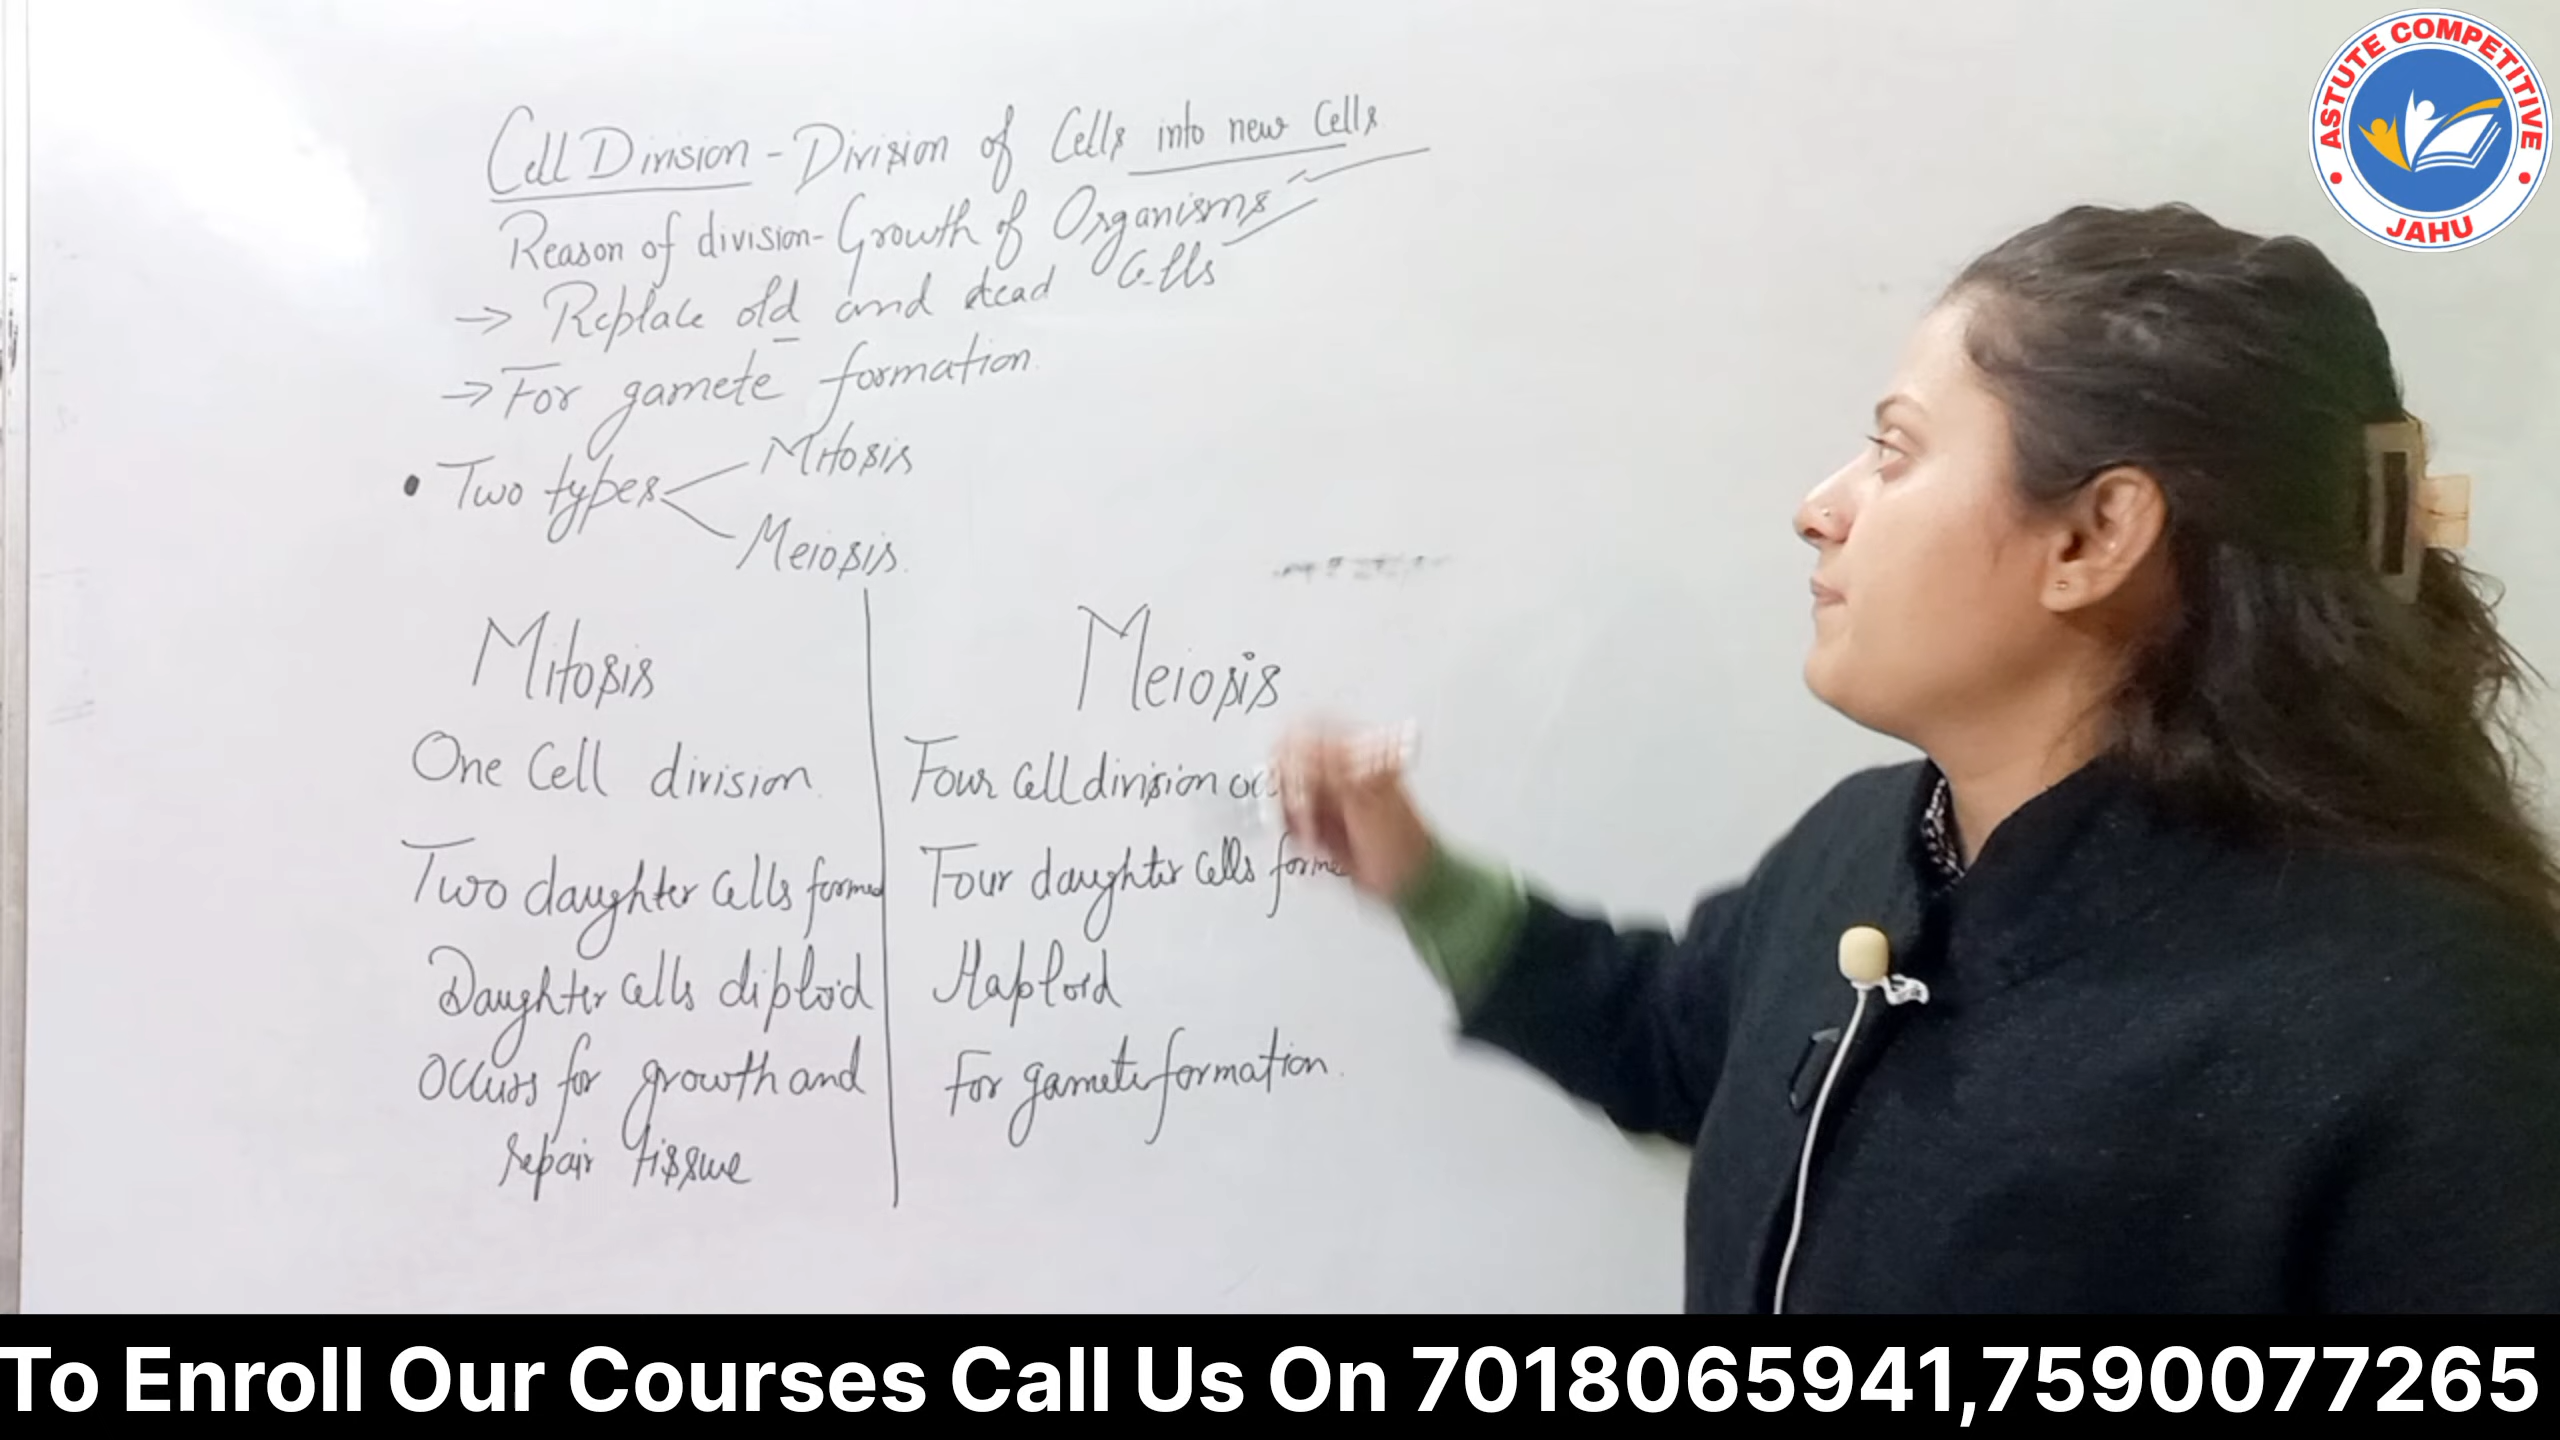 ASTUTE COMPETITIVE
JAHU
Cell Division - Division of Cells into new Cells
Reason of division - Growth of Organisms
→ Replace old and dead Cells
→ For gamete formation.
• Two types
Mitosis
Meiosis.
Mitosis
One Cell division.
Two daughter Cells formed
Daughter Cells diploid
Occurs for growth and
repair tissue
Meiosis
Four Cell division
Four daughter Cells
Haploid
For gamete formation.
To Enroll Our Courses Call Us On 7018065941,7590077265